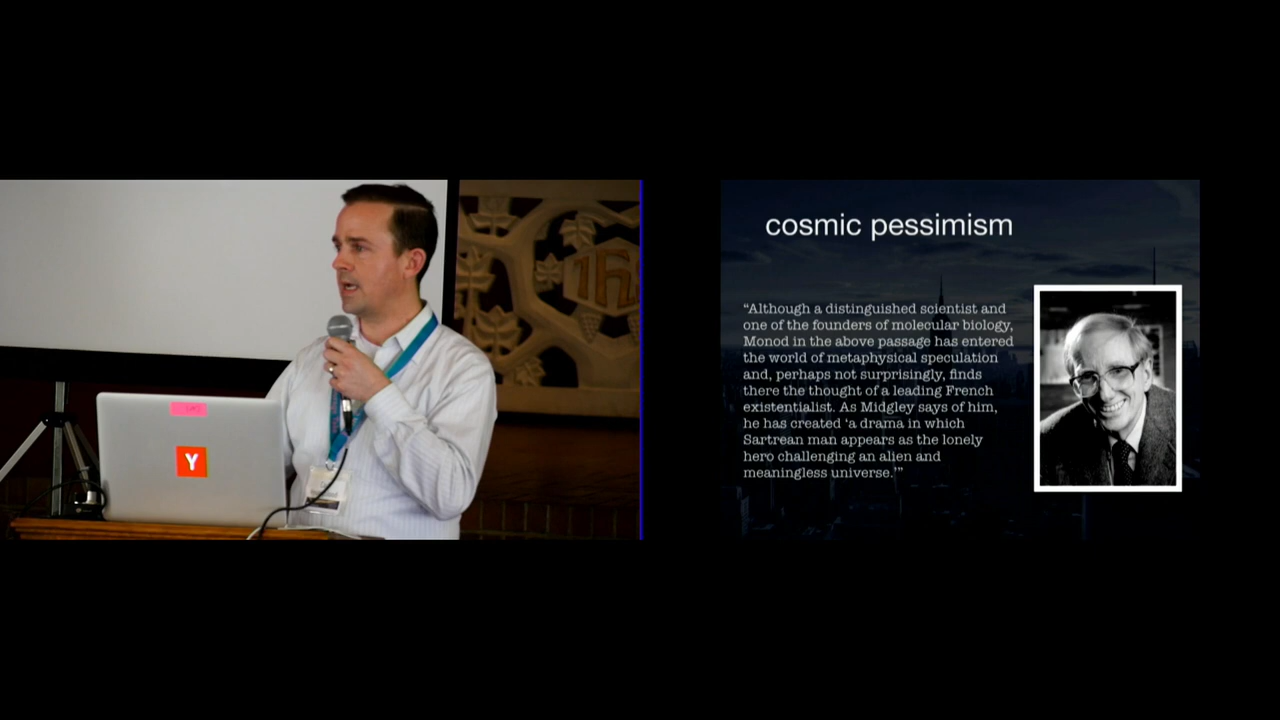 IHS
Y
cosmic pessimism
“Although a distinguished scientist and
one of the founders of molecular biology,
Monod in the above passage has entered
the world of metaphysical speculation
and, perhaps not surprisingly, finds
there the thought of a leading French
existentialist. As Midgley says of him,
he has created ‘a drama in which
Sartrean man appears as the lonely
hero challenging an alien and
meaningless universe.’”